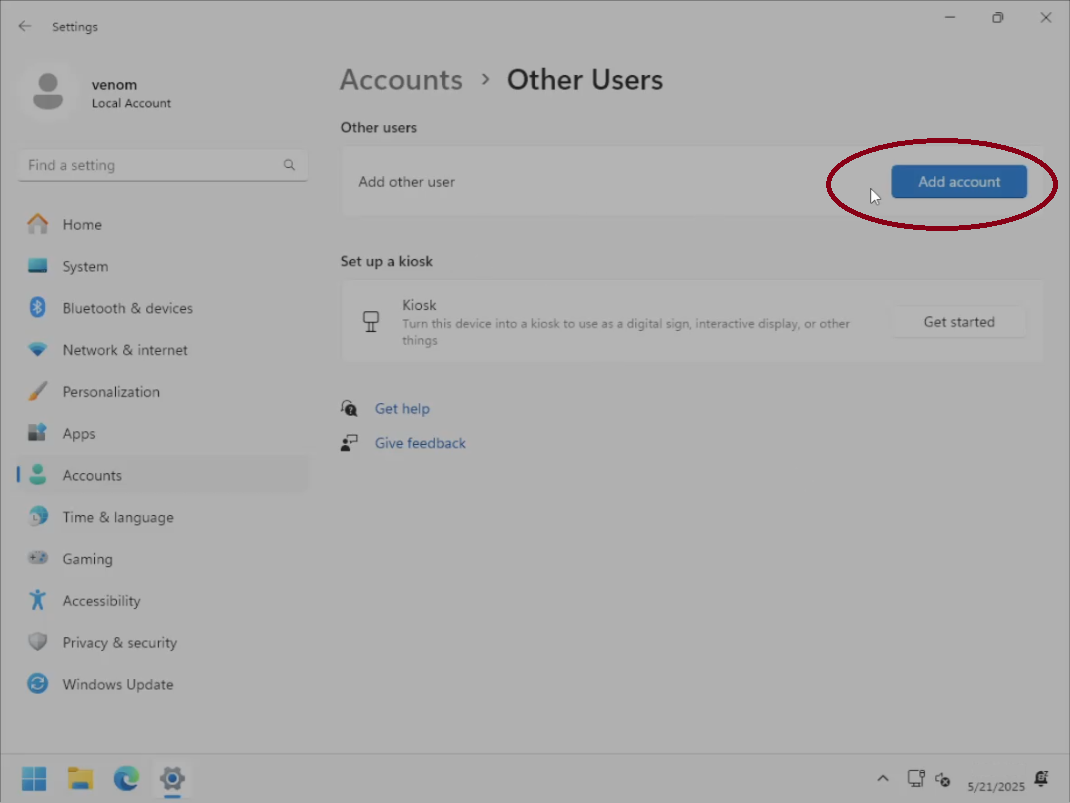 Settings
venom
Local Account
Find a setting
Home
System
Bluetooth & devices
Network & internet
Personalization
Apps
Accounts
Time & language
Gaming
Accessibility
Privacy & security
Windows Update
Accounts > Other Users
Other users
Add other user
Add account
Set up a kiosk
Kiosk
Turn this device into a kiosk to use as a digital sign, interactive display, or other
things
Get started
Get help
Give feedback
5/21/2025